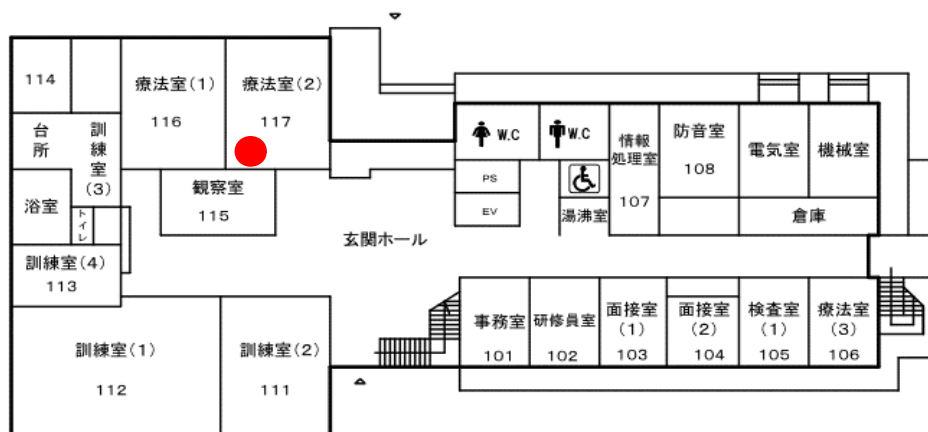 114
療法室(1)
116
療法室(2)
117
台所
訓練室(3)
浴室
トイレ
観察室
115
訓練室(4)
113
訓練室(1)
112
訓練室(2)
111
玄関ホール
W.C
W.C
PS
EV
湯沸室
情報
処理室
107
防音室
108
電気室
機械室
倉庫
事務室
101
研修員室
102
面接室
(1)
103
面接室
(2)
104
検査室
(1)
105
療法室
(3)
106